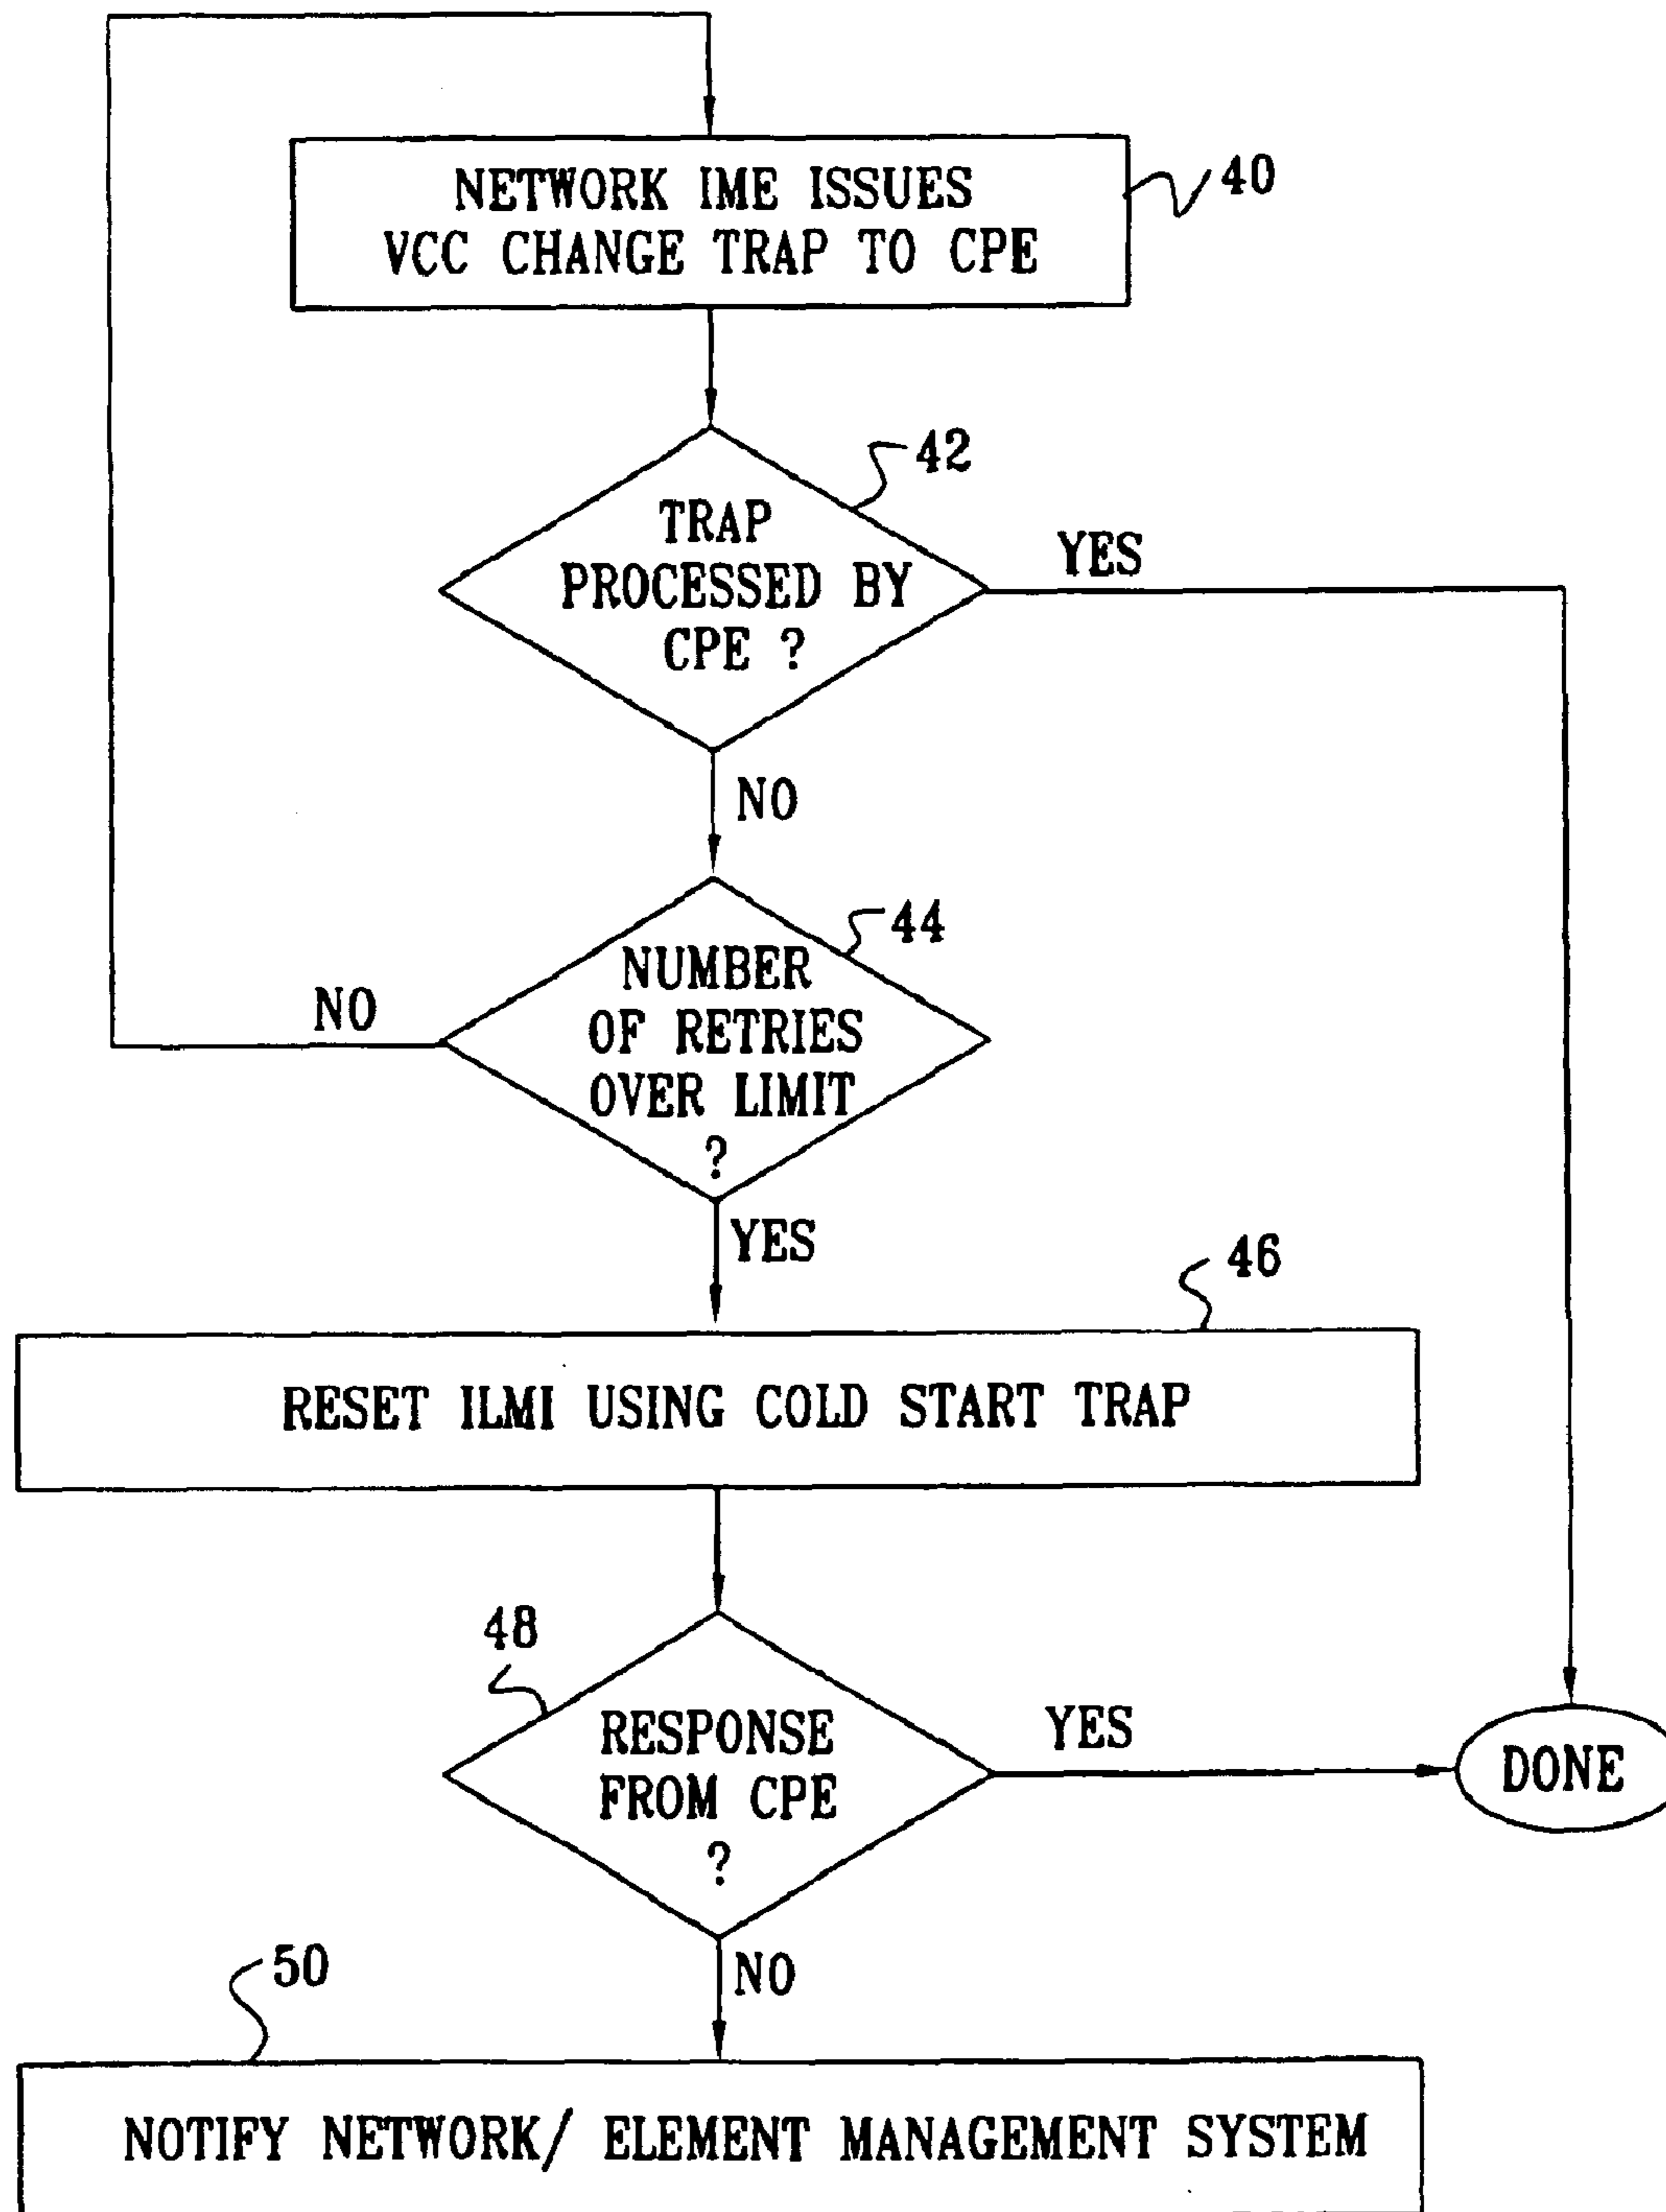 NETWORK IME ISSUES
VCC CHANGE TRAP TO CPE
40
42
TRAP
PROCESSED BY
CPE ?
YES
NO
44
NUMBER
OF RETRIES
OVER LIMIT
?
NO
YES
46
RESET ILMI USING COLD START TRAP
48
RESPONSE
FROM CPE
?
YES
DONE
NO
50
NOTIFY NETWORK/ ELEMENT MANAGEMENT SYSTEM